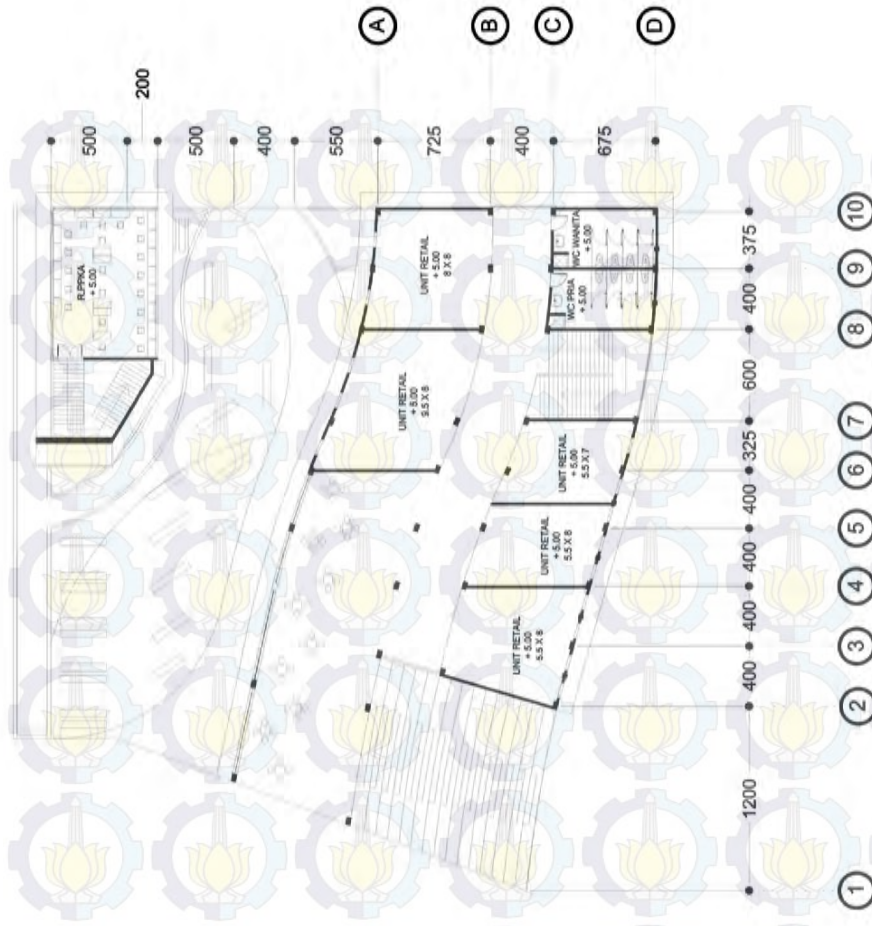 R.PPKA
+ 5.00
UNIT RETAIL
+ 5.00
8 X 8
UNIT RETAIL
+ 5.00
9.5 X 8
WC WANITA
+ 5.00
WC PRIA
+ 5.00
UNIT RETAIL
+ 5.00
5.5 X 7
UNIT RETAIL
+ 5.00
5.5 X 8
UNIT RETAIL
+ 5.00
5.5 X 8
500
200
500
400
550
725
400
675
A
B
C
D
1200
400
400
400
400
325
600
400
375
1
2
3
4
5
6
7
8
9
10